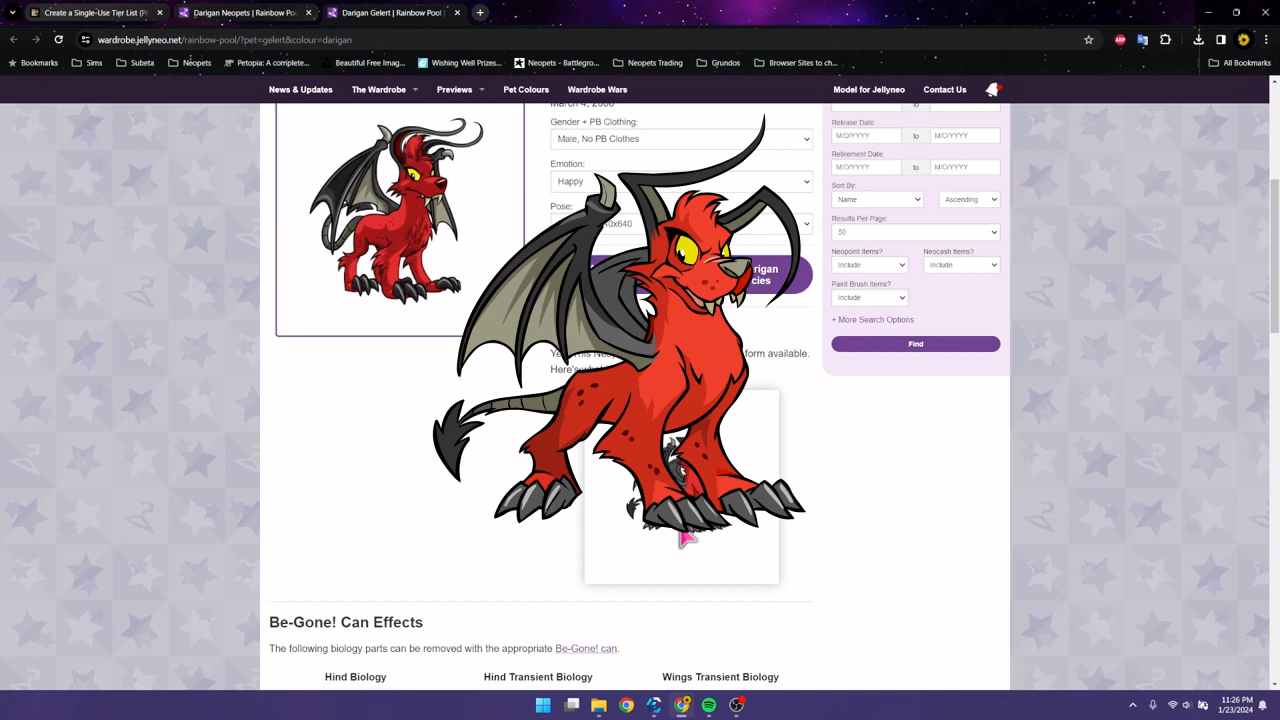 Create a Single-Use Tier List (P
Darigan Neopets | Rainbow Poo
Darigan Gelert | Rainbow Pool
wardrobe.jellyneo.net/rainbow-pool/?pet=gelert&colour=darigan
ABP
Bookmarks Sims Subeta Neopets Petopia: A complete... Beautiful Free Imag... Wishing Well Prizes... Neopets - Battlegro... Neopets Trading Grundos Browser Sites to ch... All Bookmarks
News & Updates The Wardrobe Previews Pet Colours Wardrobe Wars Model for Jellyneo Contact Us
Gender + PB Clothing:
Male, No PB Clothes
Emotion:
Happy
Pose:
to
Release Date:
M/D/YYYY to M/D/YYYY
Retirement Date:
M/D/YYYY to M/D/YYYY
Sort By:
Name Ascending
Results Per Page:
50
Neopoint Items? Neocash Items?
Include Include
Paint Brush Items?
Include
+ More Search Options
Find
form available.
Be-Gone! Can Effects
The following biology parts can be removed with the appropriate Be-Gone! can.
Hind Biology Hind Transient Biology Wings Transient Biology
11:26 PM
1/23/2024